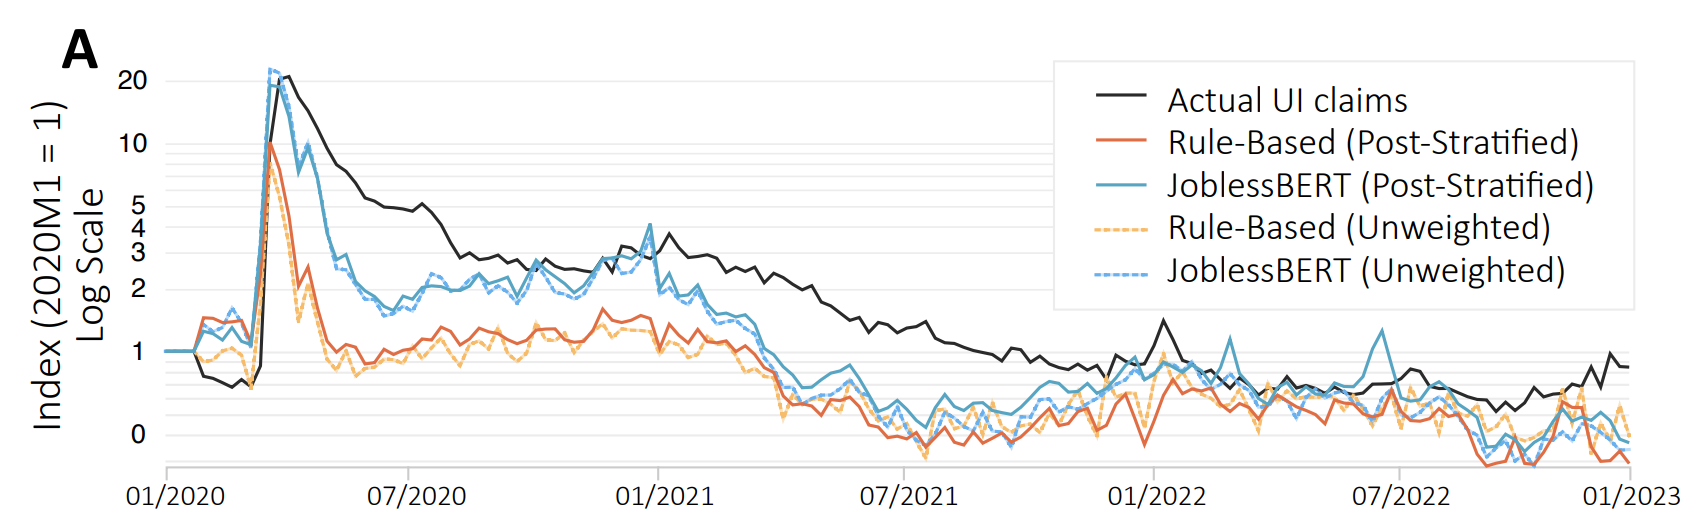 A
Index (2020M1 = 1)
Log Scale
20
10
5
4
3
2
1
0
Actual UI claims
Rule-Based (Post-Stratified)
JoblessBERT (Post-Stratified)
Rule-Based (Unweighted)
JoblessBERT (Unweighted)
01/2020
07/2020
01/2021
07/2021
01/2022
07/2022
01/2023